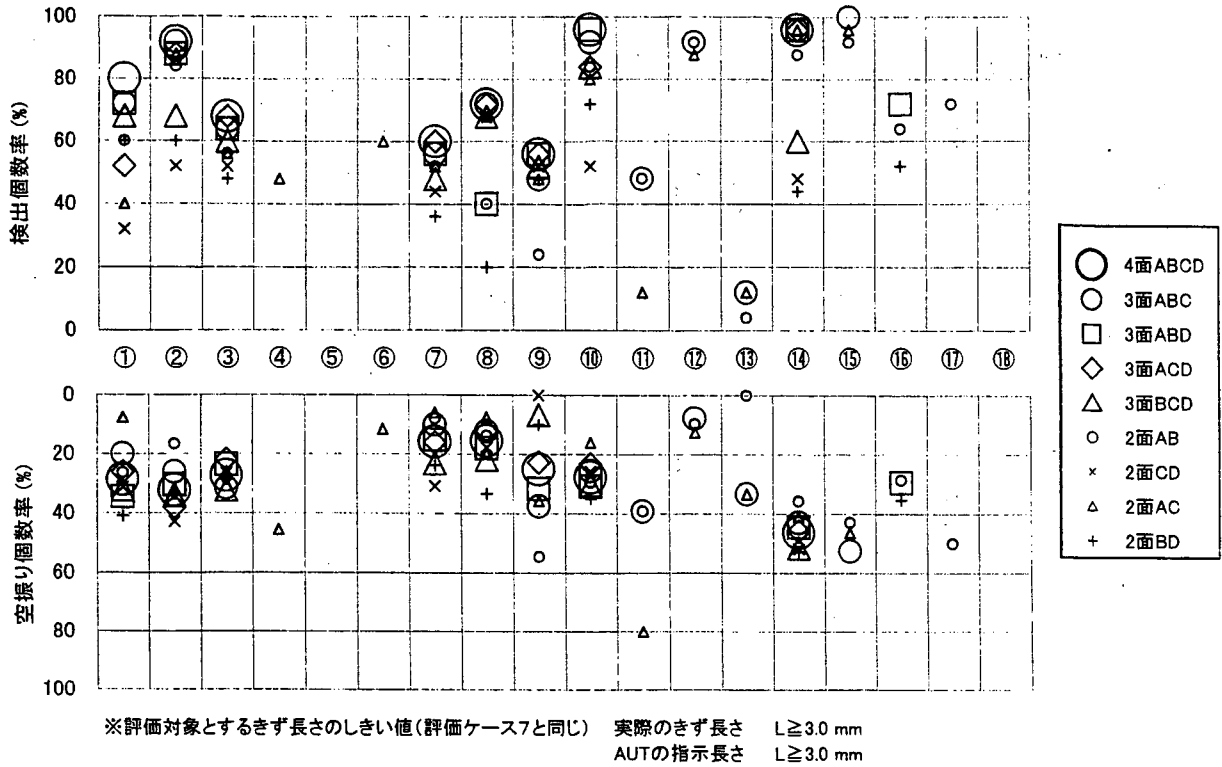 検出個数率 (%)
100
80
60
40
20
0
① ② ③ ④ ⑤ ⑥ ⑦ ⑧ ⑨ ⑩ ⑪ ⑫ ⑬ ⑭ ⑮ ⑯ ⑰ ⑱
空振り個数率 (%)
0
20
40
60
80
100
4面ABCD
3面ABC
3面ABD
3面ACD
3面BCD
2面AB
2面CD
2面AC
2面BD
※評価対象とするきず長さのしきい値(評価ケース7と同じ) 実際のきず長さ L≧3.0 mm
AUTの指示長さ L≧3.0 mm